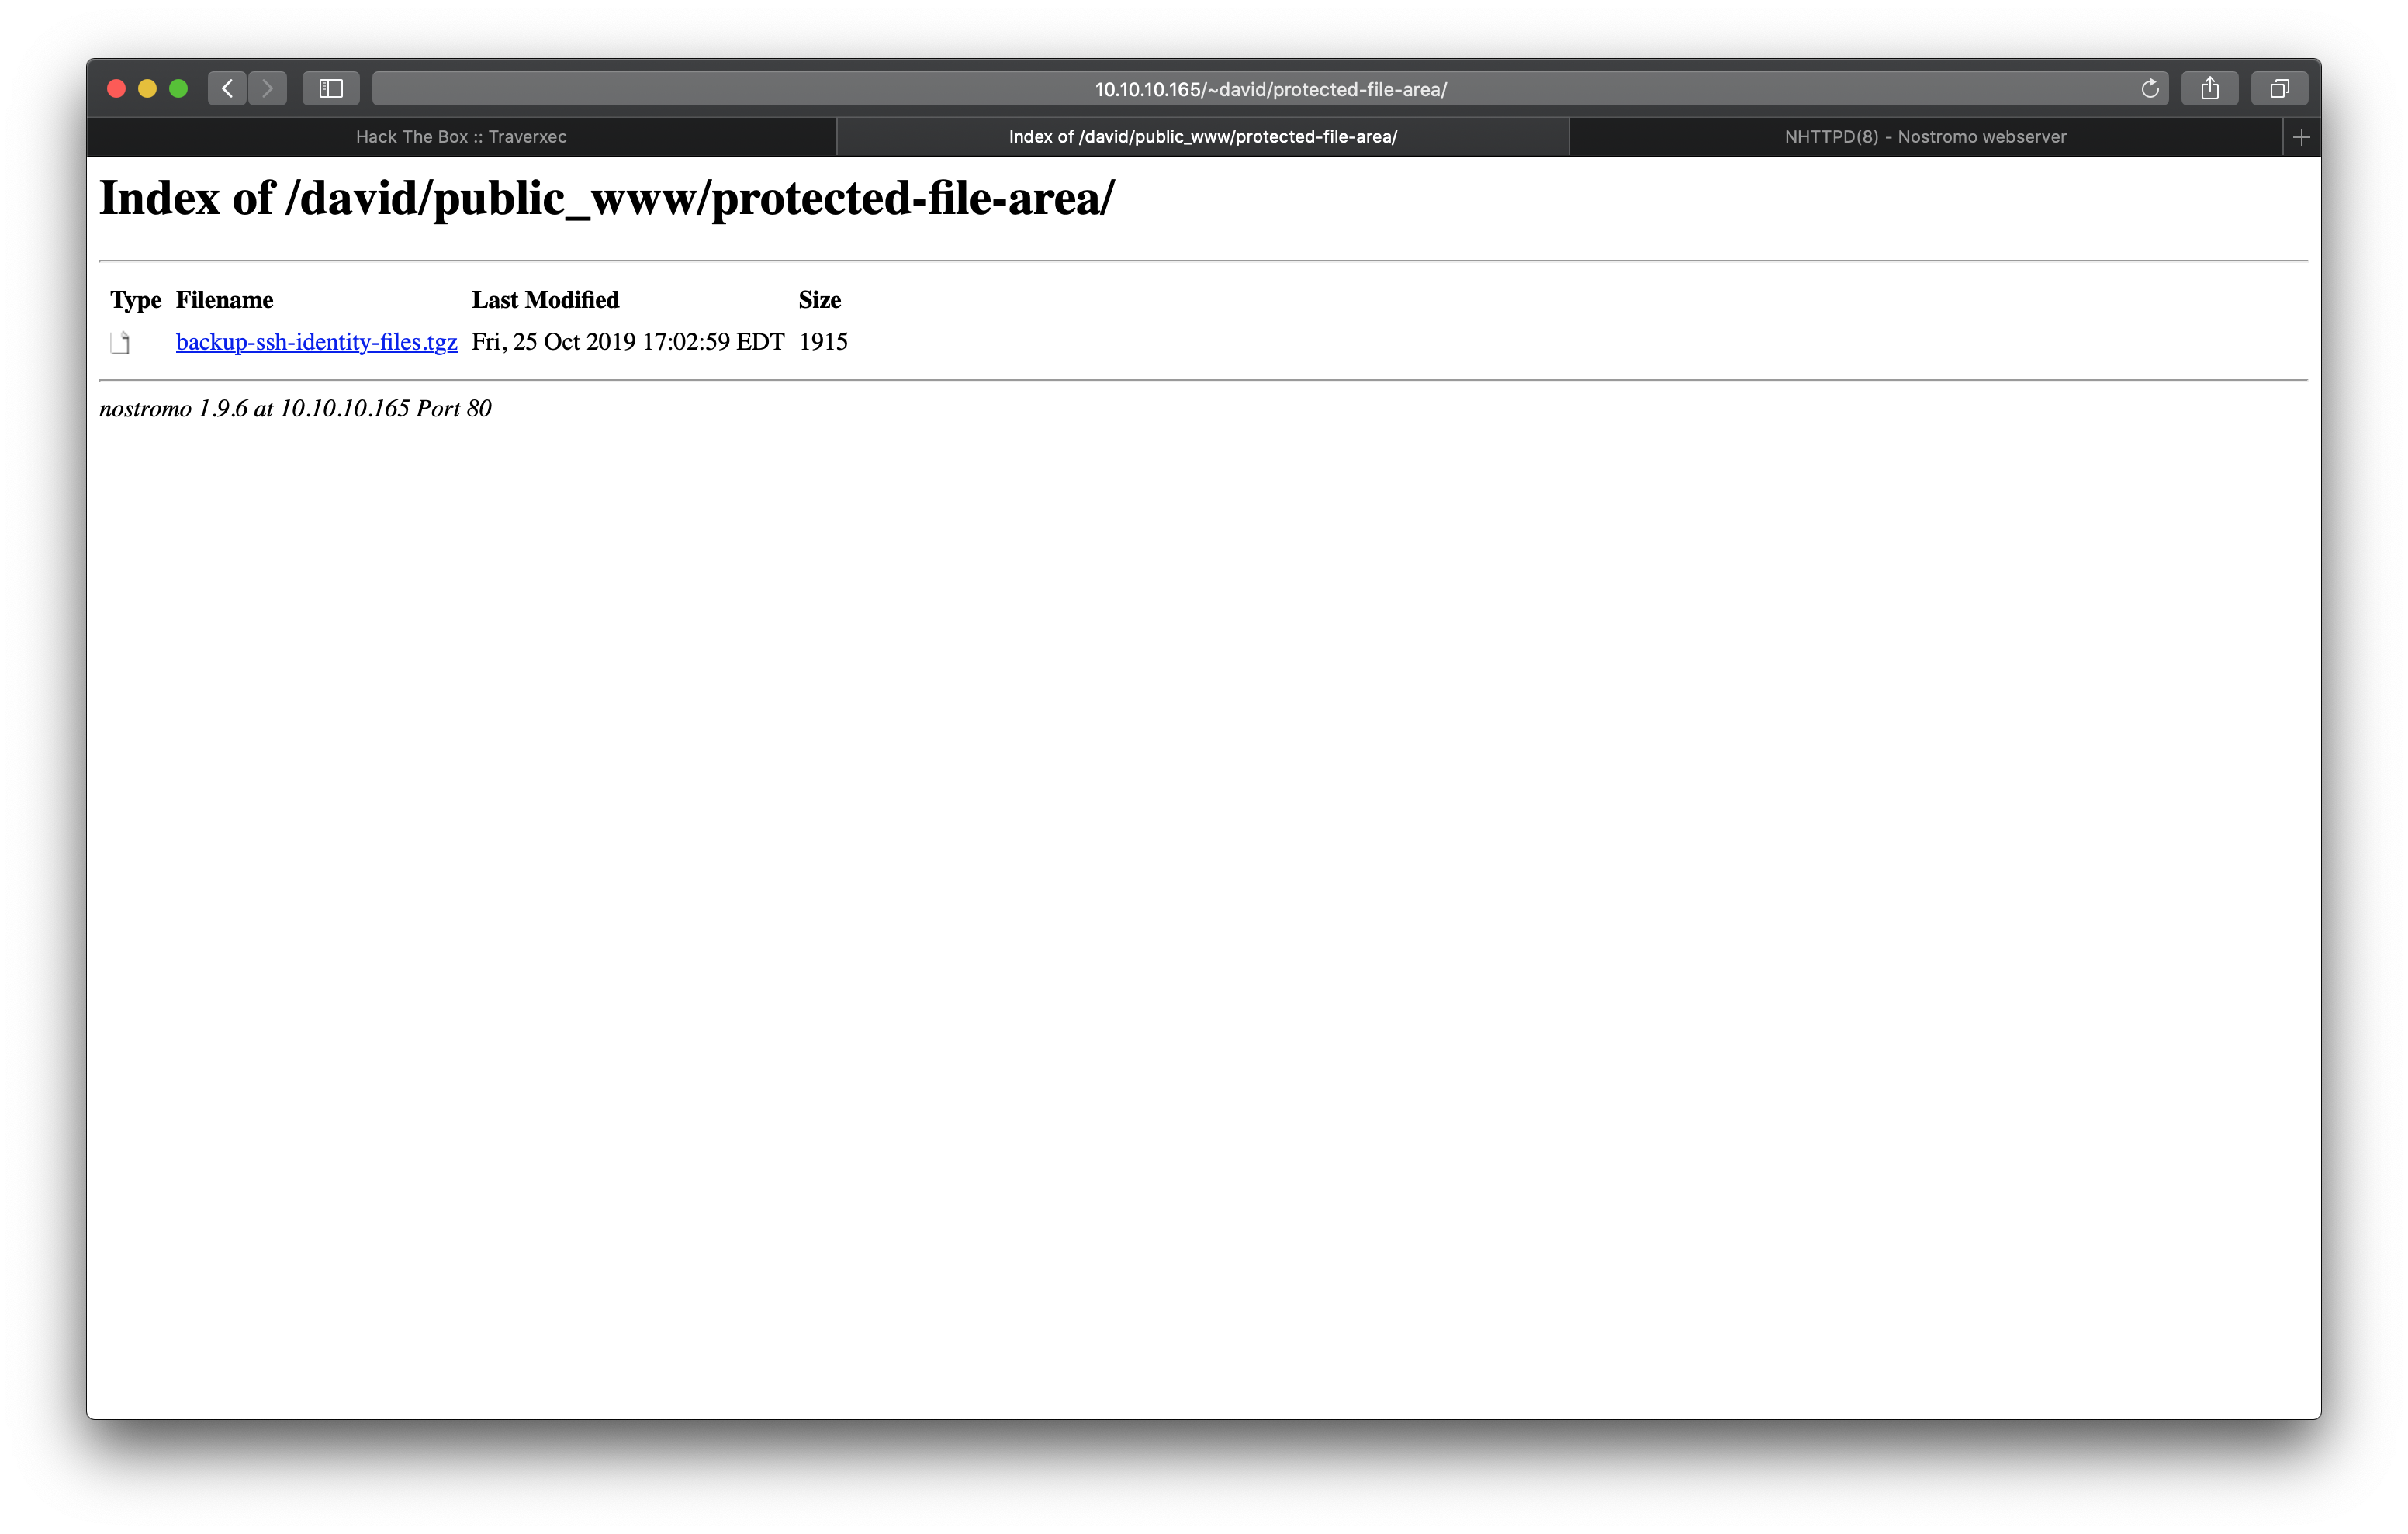 10.10.10.165/~david/protected-file-area/
Hack The Box :: Traverxec
Index of /david/public_www/protected-file-area/
NHTTPD(8) - Nostromo webserver
Index of /david/public_www/protected-file-area/
Type Filename Last Modified Size
backup-ssh-identity-files.tgz Fri, 25 Oct 2019 17:02:59 EDT 1915
nostromo 1.9.6 at 10.10.10.165 Port 80